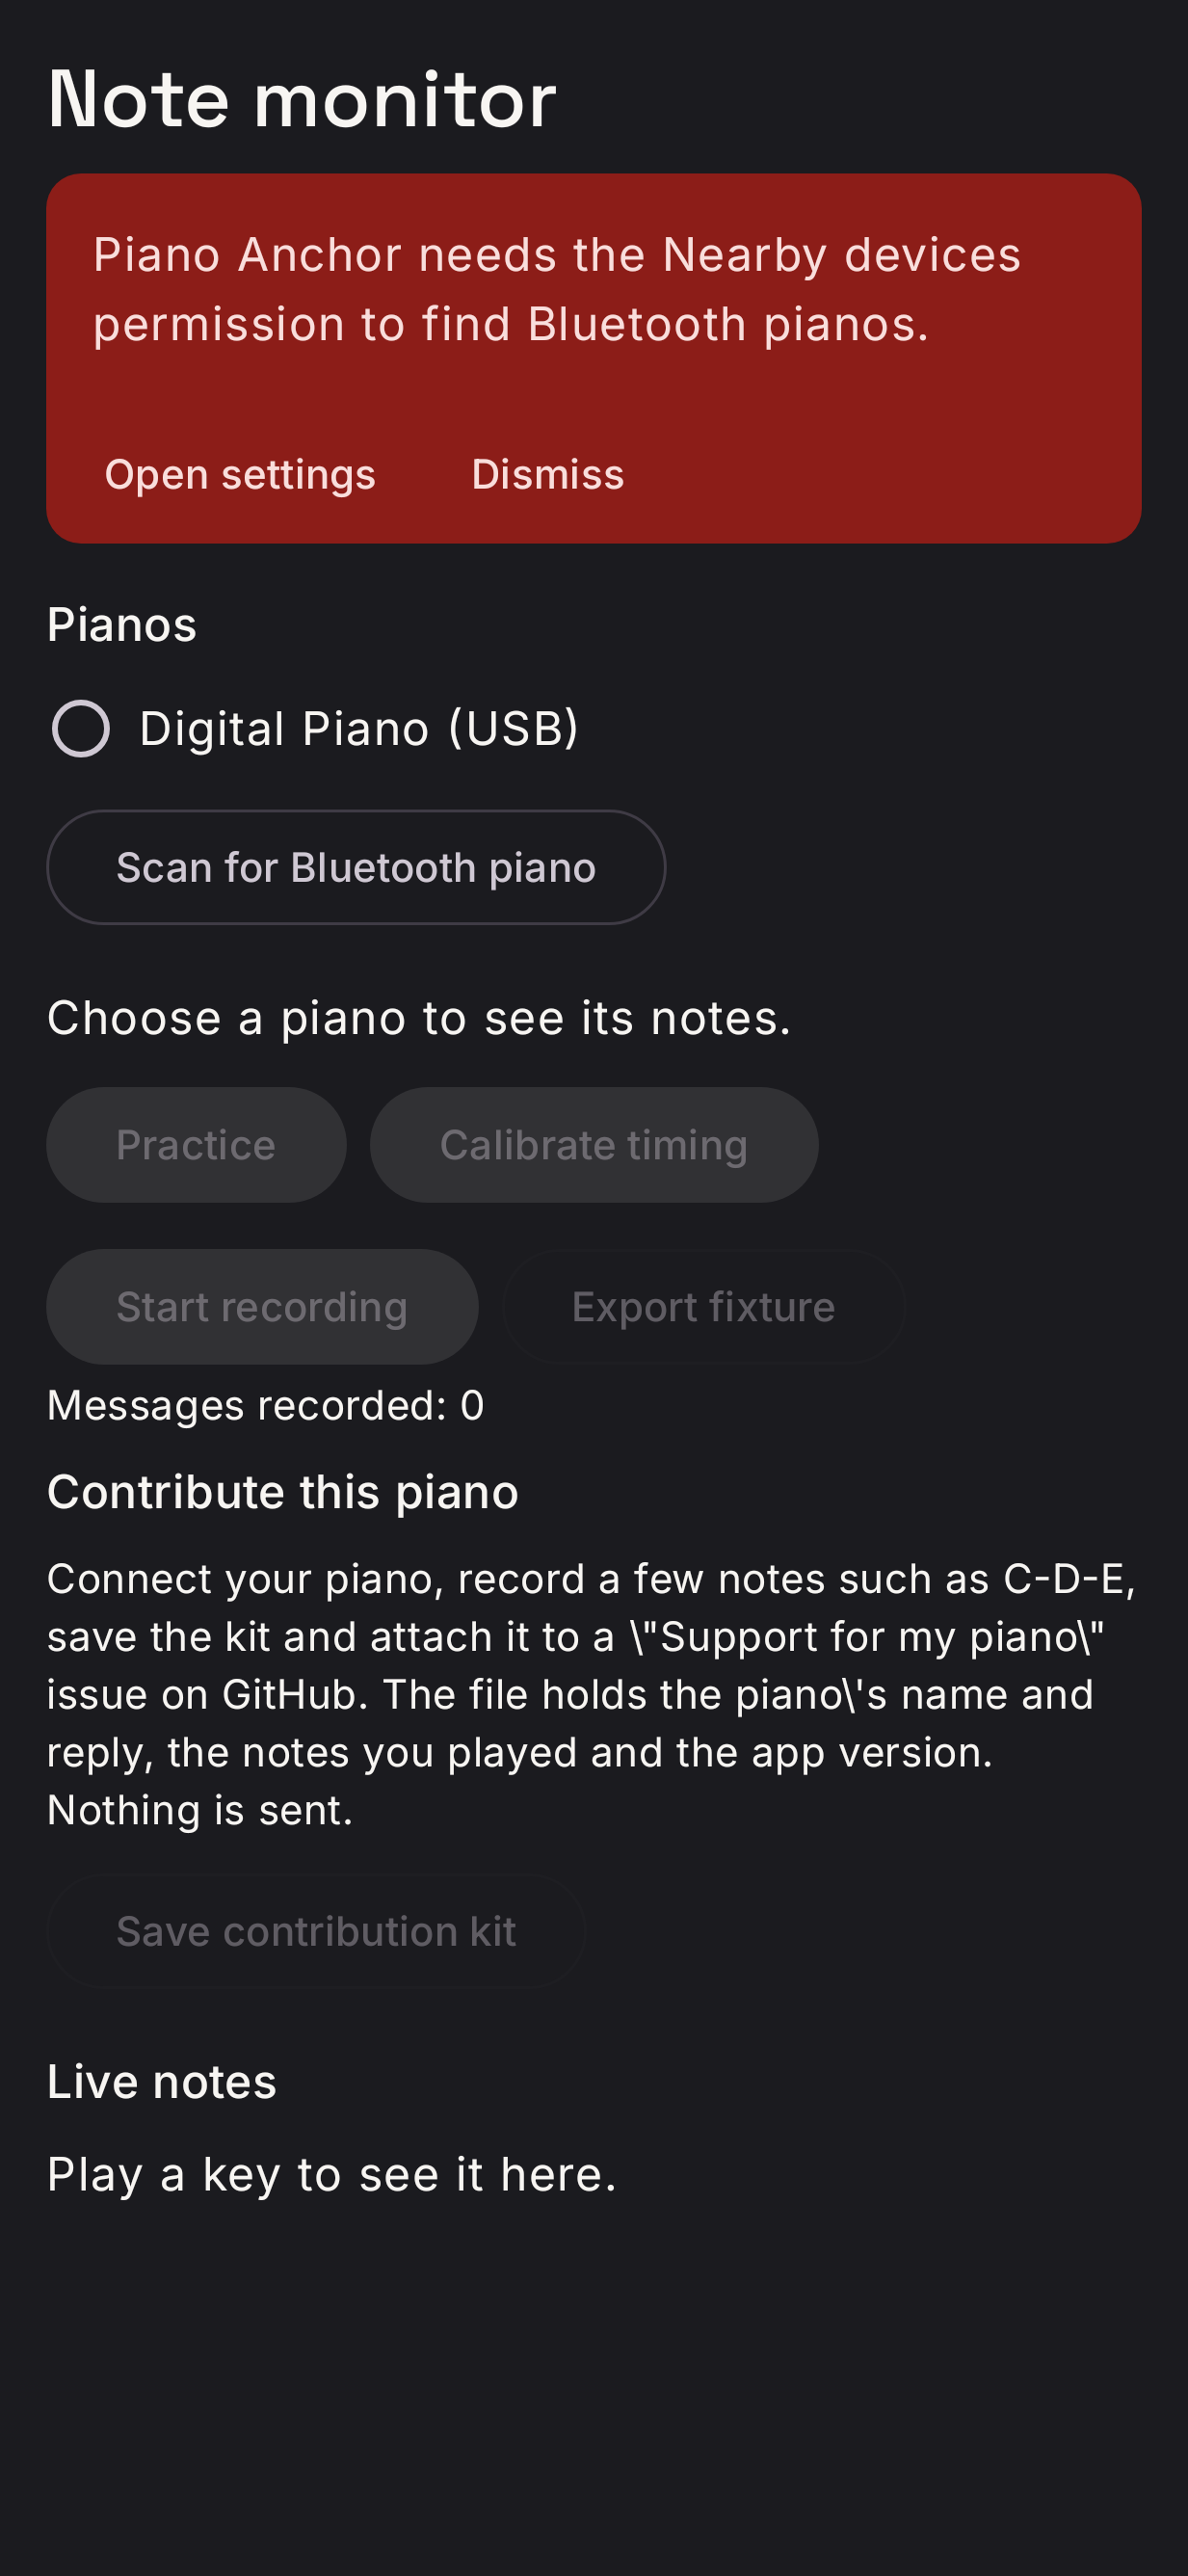 Note monitor
Piano Anchor needs the Nearby devices
permission to find Bluetooth pianos.
Open settings Dismiss
Pianos
Digital Piano (USB)
Scan for Bluetooth piano
Choose a piano to see its notes.
Practice Calibrate timing
Start recording Export fixture
Messages recorded: 0
Contribute this piano
Connect your piano, record a few notes such as C-D-E,
save the kit and attach it to a \"Support for my piano\"
issue on GitHub. The file holds the piano\'s name and
reply, the notes you played and the app version.
Nothing is sent.
Save contribution kit
Live notes
Play a key to see it here.